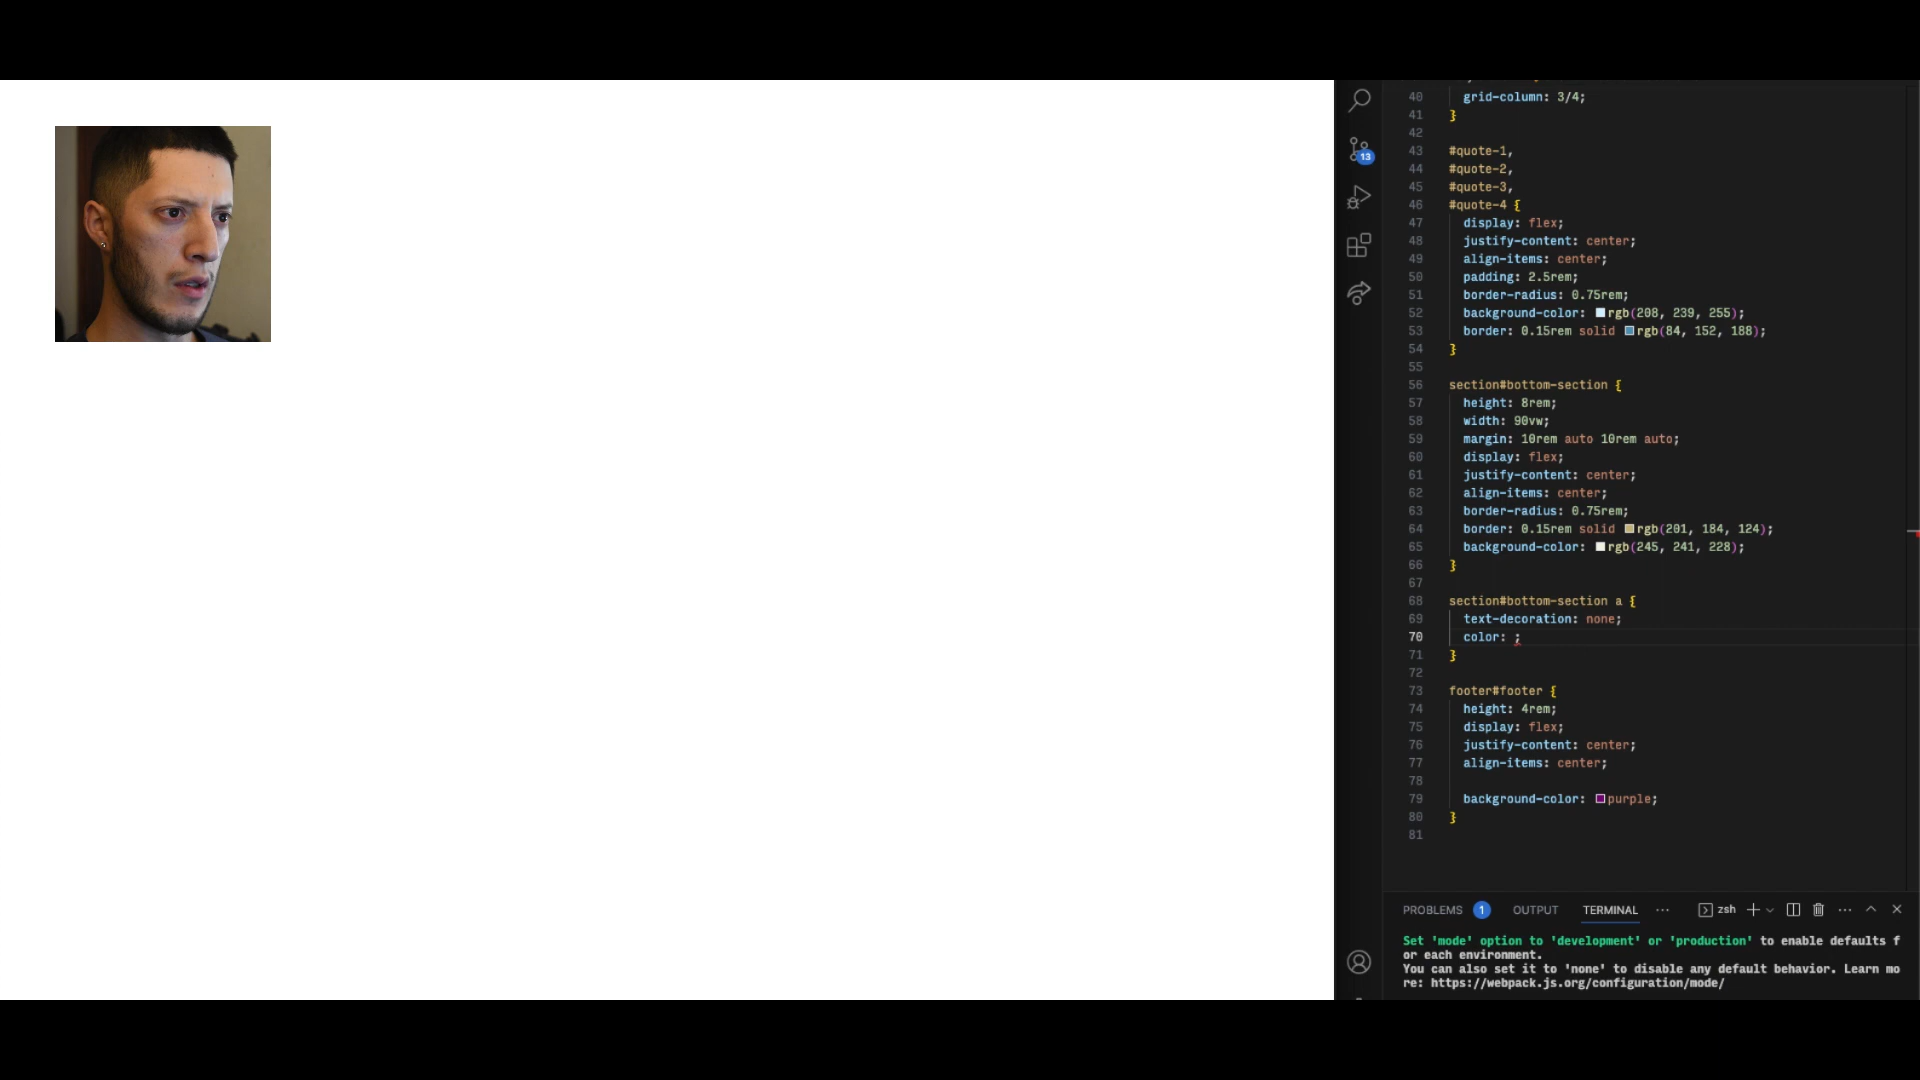 40 grid-column: 3/4;
41 }
42
43 #quote-1,
44 #quote-2,
45 #quote-3,
46 #quote-4 {
47 display: flex;
48 justify-content: center;
49 align-items: center;
50 padding: 2.5rem;
51 border-radius: 0.75rem;
52 background-color: rgb(208, 239, 255);
53 border: 0.15rem solid rgb(84, 152, 188);
54 }
55
56 section#bottom-section {
57 height: 8rem;
58 width: 90vw;
59 margin: 10rem auto 10rem auto;
60 display: flex;
61 justify-content: center;
62 align-items: center;
63 border-radius: 0.75rem;
64 border: 0.15rem solid rgb(201, 184, 124);
65 background-color: rgb(245, 241, 228);
66 }
67
68 section#bottom-section a {
69 text-decoration: none;
70 color: ;
71 }
72
73 footer#footer {
74 height: 4rem;
75 display: flex;
76 justify-content: center;
77 align-items: center;
78
79 background-color: purple;
80 }
81
13
PROBLEMS 1 OUTPUT TERMINAL ··· zsh
Set 'mode' option to 'development' or 'production' to enable defaults f
or each environment.
You can also set it to 'none' to disable any default behavior. Learn mo
re: https://webpack.js.org/configuration/mode/